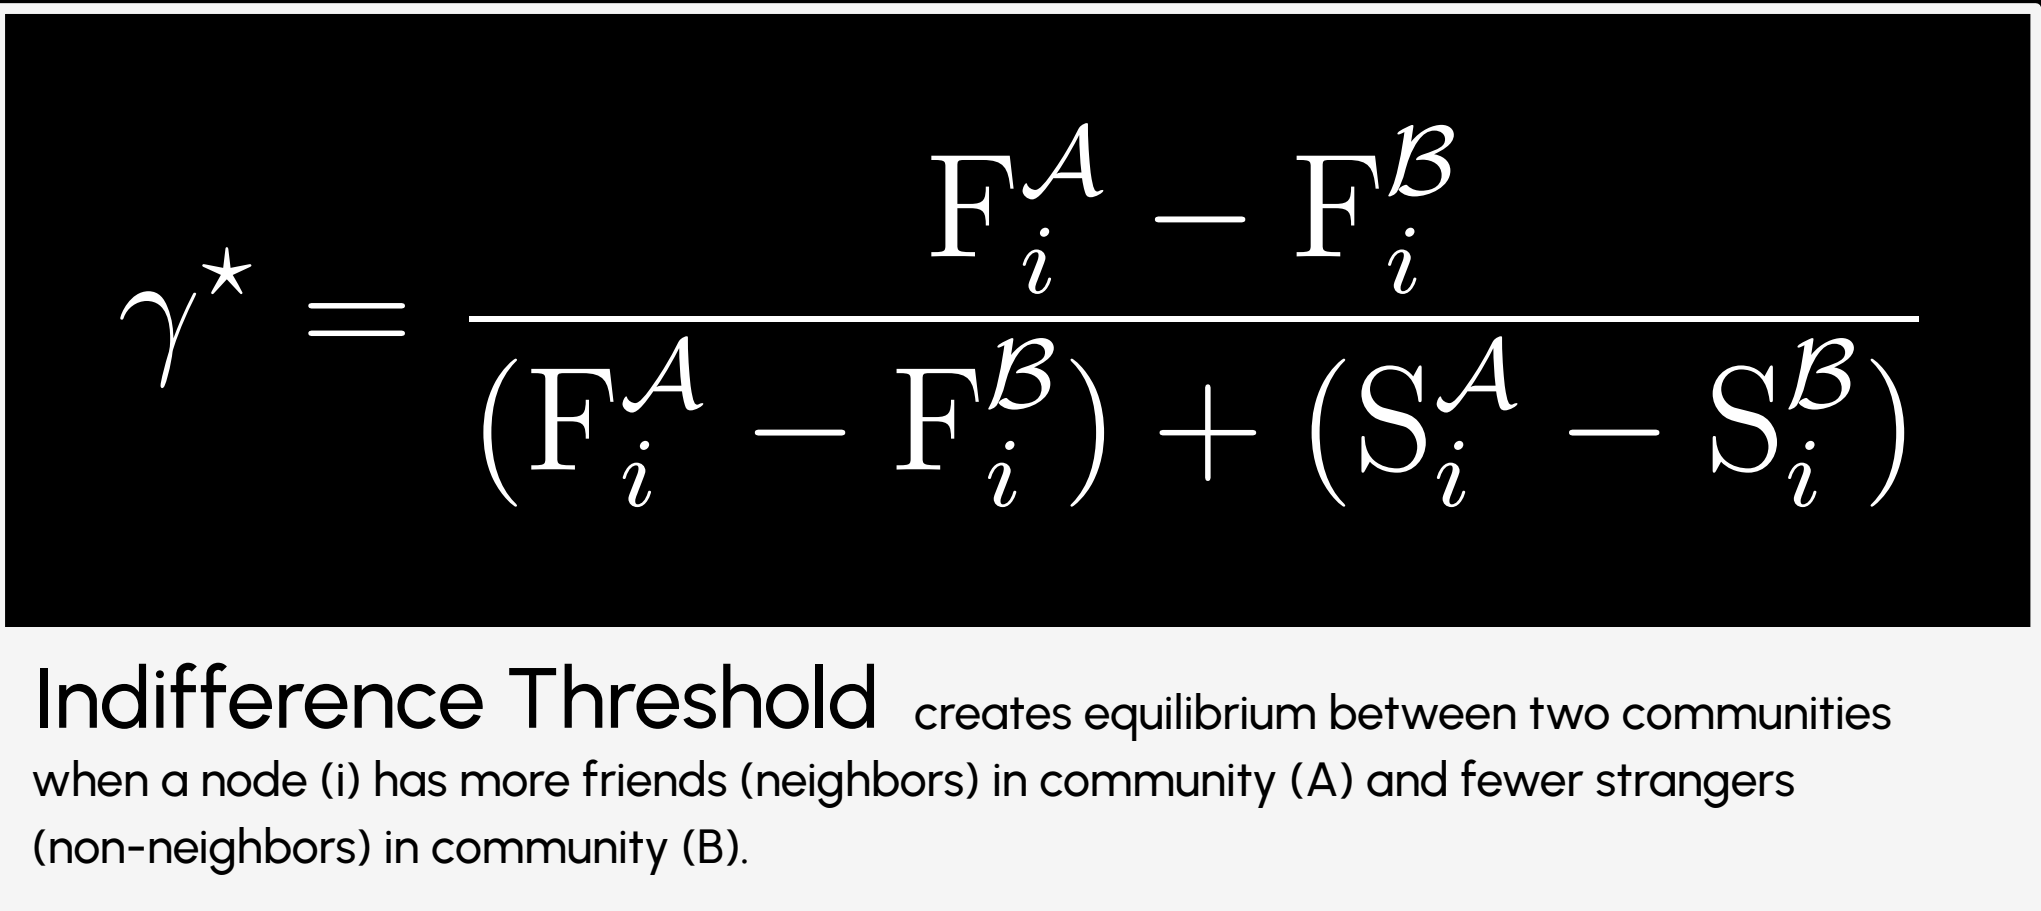 γ* = (F_i^A − F_i^B) / ((F_i^A − F_i^B) + (S_i^A − S_i^B))
Indifference Threshold creates equilibrium between two communities
when a node (i) has more friends (neighbors) in community (A) and fewer strangers
(non-neighbors) in community (B).